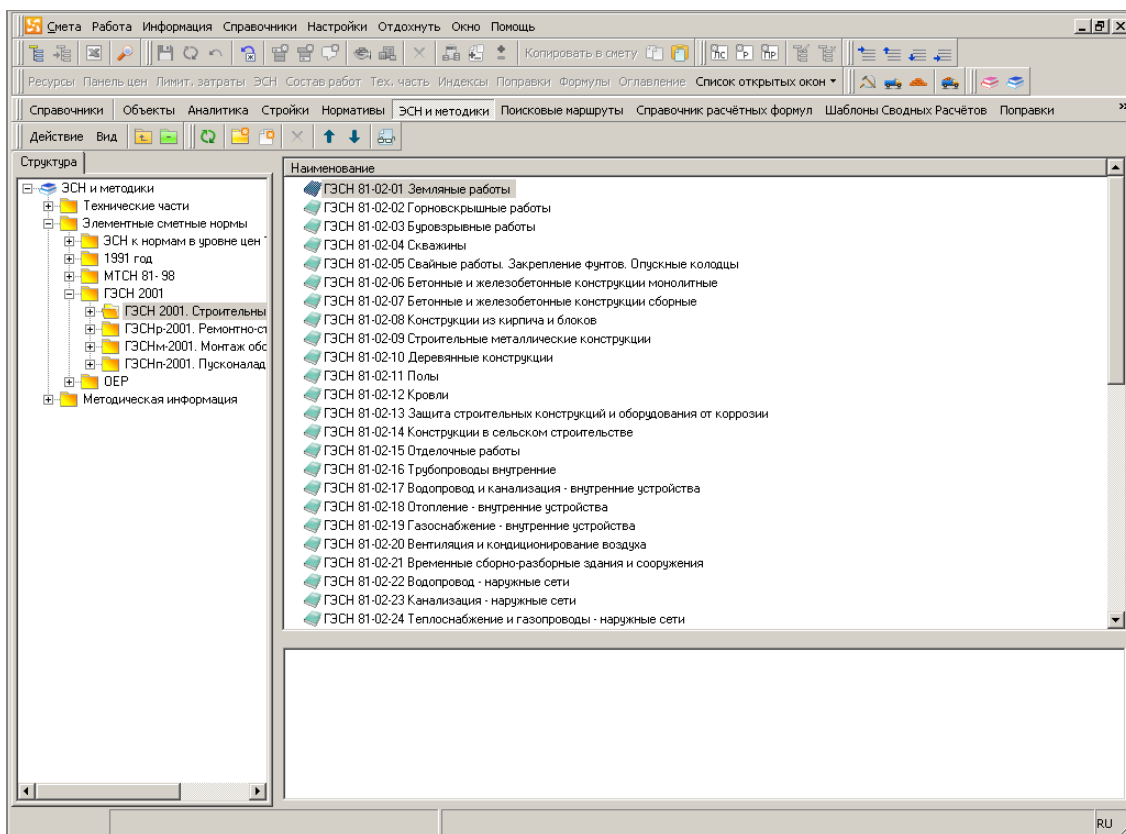 Смета Работа Информация Справочники Настройки Отдохнуть Окно Помощь
Копировать в смету ПС Р ПР
Ресурсы Панель цен Лимит. затраты ЭСН Состав работ Тех. часть Индексы Поправки Формулы Оглавление Список открытых окон
Справочники Объекты Аналитика Стройки Нормативы ЭСН и методики Поисковые маршруты Справочник расчётных формул Шаблоны Сводных Расчётов Поправки »
Действие Вид
Структура
ЭСН и методики
Технические части
Элементные сметные нормы
ЭСН к нормам в уровне цен
1991 год
МТСН 81- 98
ГЭСН 2001
ГЭСН 2001. Строительны
ГЭСНр-2001. Ремонтно-ст
ГЭСНм-2001. Монтаж обо
ГЭСНп-2001. Пусконалад
ОЕР
Методическая информация
Наименование
ГЭСН 81-02-01 Земляные работы
ГЭСН 81-02-02 Горновскрышные работы
ГЭСН 81-02-03 Буровзрывные работы
ГЭСН 81-02-04 Скважины
ГЭСН 81-02-05 Свайные работы. Закрепление фунтов. Опускные колодцы
ГЭСН 81-02-06 Бетонные и железобетонные конструкции монолитные
ГЭСН 81-02-07 Бетонные и железобетонные конструкции сборные
ГЭСН 81-02-08 Конструкции из кирпича и блоков
ГЭСН 81-02-09 Строительные металлические конструкции
ГЭСН 81-02-10 Деревянные конструкции
ГЭСН 81-02-11 Полы
ГЭСН 81-02-12 Кровли
ГЭСН 81-02-13 Защита строительных конструкций и оборудования от коррозии
ГЭСН 81-02-14 Конструкции в сельском строительстве
ГЭСН 81-02-15 Отделочные работы
ГЭСН 81-02-16 Трубопроводы внутренние
ГЭСН 81-02-17 Водопровод и канализация - внутренние устройства
ГЭСН 81-02-18 Отопление - внутренние устройства
ГЭСН 81-02-19 Газоснабжение - внутренние устройства
ГЭСН 81-02-20 Вентиляция и кондиционирование воздуха
ГЭСН 81-02-21 Временные сборно-разборные здания и сооружения
ГЭСН 81-02-22 Водопровод - наружные сети
ГЭСН 81-02-23 Канализация - наружные сети
ГЭСН 81-02-24 Теплоснабжение и газопроводы - наружные сети
RU